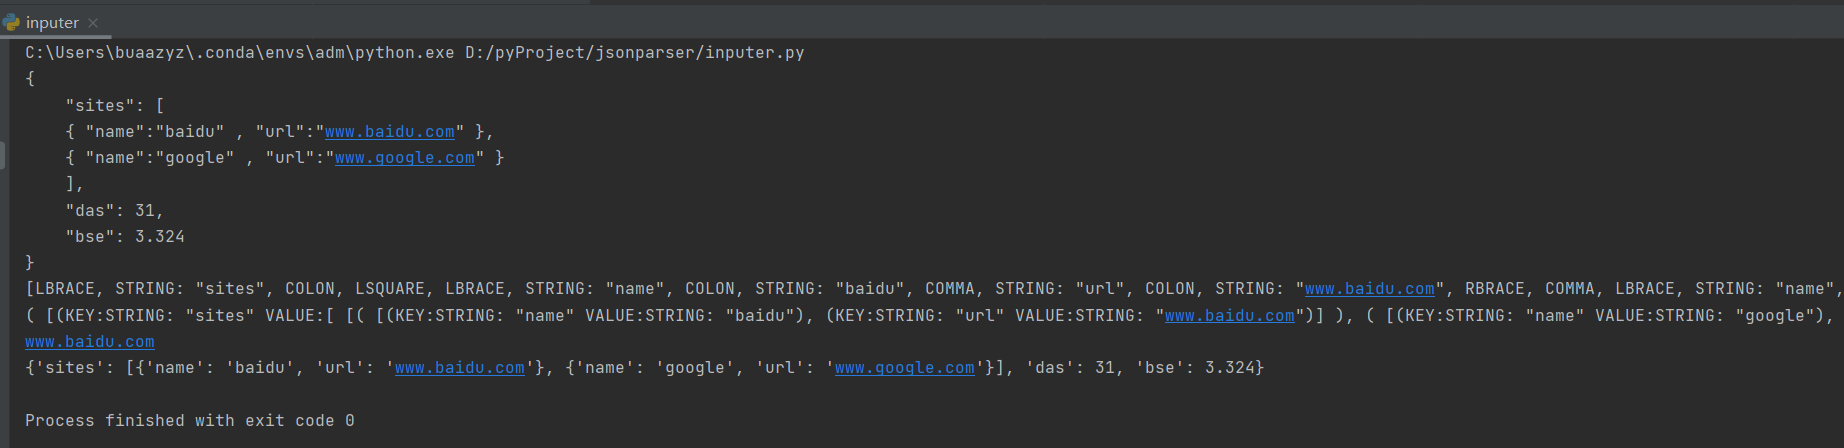 inputer
C:\Users\buaazyz\.conda\envs\adm\python.exe D:/pyProject/jsonparser/inputer.py
{
    "sites": [
    { "name":"baidu" , "url":"www.baidu.com" },
    { "name":"google" , "url":"www.google.com" }
    ],
    "das": 31,
    "bse": 3.324
}
[LBRACE, STRING: "sites", COLON, LSQUARE, LBRACE, STRING: "name", COLON, STRING: "baidu", COMMA, STRING: "url", COLON, STRING: "www.baidu.com", RBRACE, COMMA, LBRACE, STRING: "name",
( [(KEY:STRING: "sites" VALUE:[ [( [(KEY:STRING: "name" VALUE:STRING: "baidu"), (KEY:STRING: "url" VALUE:STRING: "www.baidu.com")] ), ( [(KEY:STRING: "name" VALUE:STRING: "google"),
www.baidu.com
{'sites': [{'name': 'baidu', 'url': 'www.baidu.com'}, {'name': 'google', 'url': 'www.google.com'}], 'das': 31, 'bse': 3.324}
Process finished with exit code 0